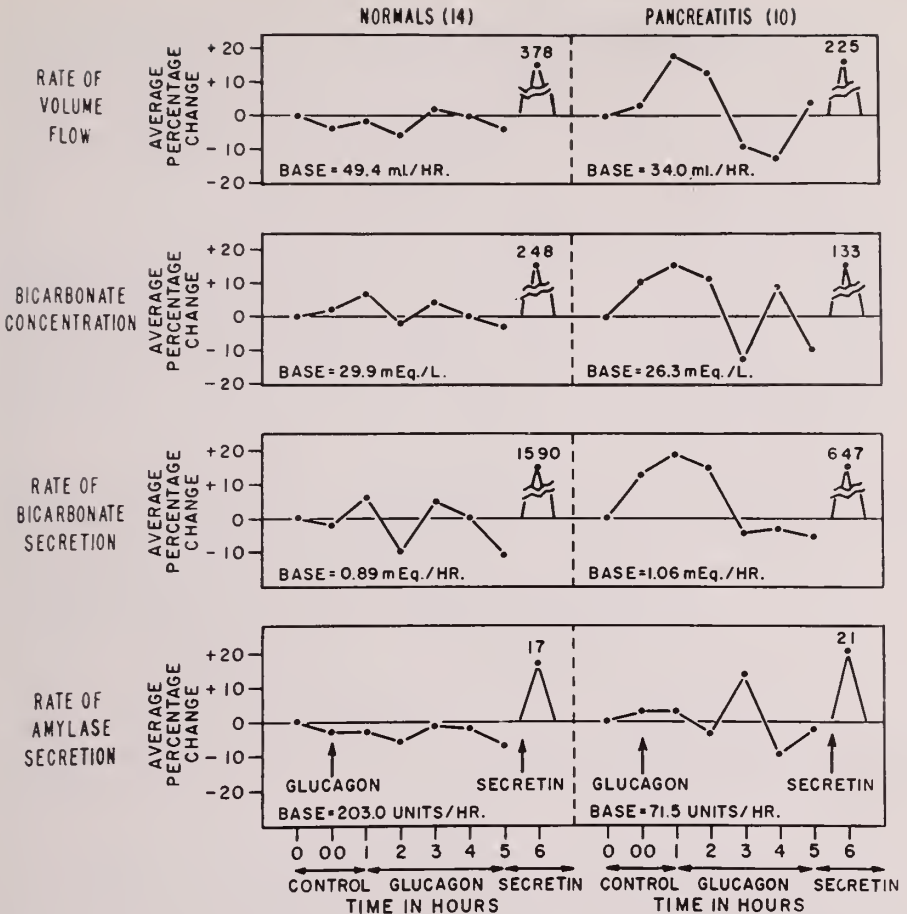 NORMALS (14)
PANCREATITIS (10)
RATE OF
VOLUME
FLOW
AVERAGE
PERCENTAGE
CHANGE
+ 20
+ 10
0
- 10
- 20
378
225
BASE = 49.4 ml./HR.
BASE = 34.0 ml./HR.
BICARBONATE
CONCENTRATION
AVERAGE
PERCENTAGE
CHANGE
+ 20
+ 10
0
- 10
- 20
248
133
BASE = 29.9 mEq./L.
BASE = 26.3 mEq./L.
RATE OF
BICARBONATE
SECRETION
AVERAGE
PERCENTAGE
CHANGE
+ 20
+ 10
0
- 10
1590
647
BASE = 0.89 mEq./HR.
BASE = 1.06 mEq./HR.
RATE OF
AMYLASE
SECRETION
AVERAGE
PERCENTAGE
CHANGE
+ 20
+ 10
0
- 10
- 20
17
21
GLUCAGON
SECRETIN
GLUCAGON
SECRETIN
BASE = 203.0 UNITS/HR.
BASE = 71.5 UNITS/HR.
0 00 1 2 3 4 5 6
0 00 1 2 3 4 5 6
CONTROL GLUCAGON SECRETIN
CONTROL GLUCAGON SECRETIN
TIME IN HOURS
TIME IN HOURS